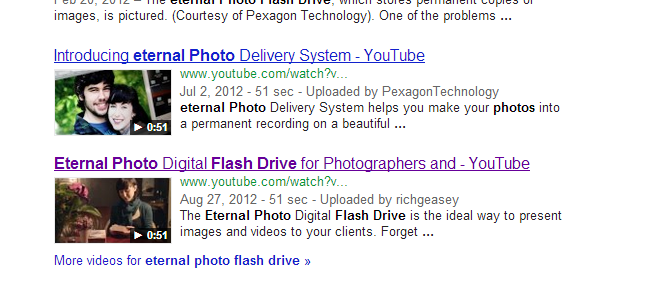 Feb 20, 2012 – The eternal Photo Flash Drive, which stores permanent copies of
images, is pictured. (Courtesy of Pexagon Technology). One of the problems ...
Introducing eternal Photo Delivery System - YouTube
www.youtube.com/watch?v...
Jul 2, 2012 - 51 sec - Uploaded by PexagonTechnology
eternal Photo Delivery System helps you make your photos into
a permanent recording on a beautiful ...
0:51
Eternal Photo Digital Flash Drive for Photographers and - YouTube
www.youtube.com/watch?v...
Aug 27, 2012 - 51 sec - Uploaded by richgeasey
The Eternal Photo Digital Flash Drive is the ideal way to present
images and videos to your clients. Forget ...
0:51
More videos for eternal photo flash drive »